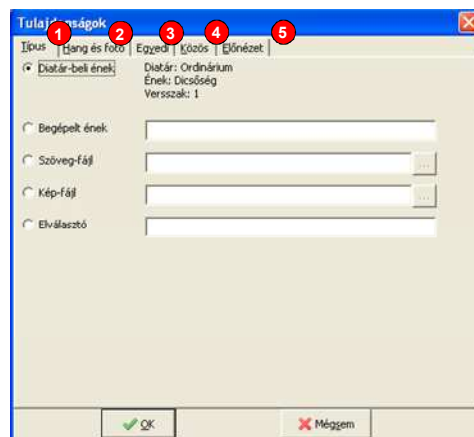 Tulajdonságok
1 2 3 4 5
Típus Hang és fotó Egyedi Közös Előnézet
Diatár-beli ének Diatár: Ordinárium
Ének: Dicsőség
Versszak: 1
Begépelt ének
Szöveg-fájl ...
Kép-fájl ...
Elválasztó
OK Mégsem